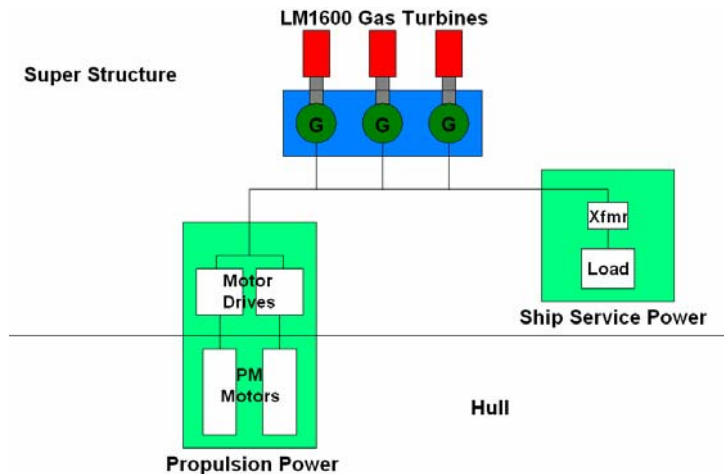 LM1600 Gas Turbines
Super Structure
G
G
G
Xfmr
Load
Motor
Drives
Ship Service Power
PM
Motors
Hull
Propulsion Power